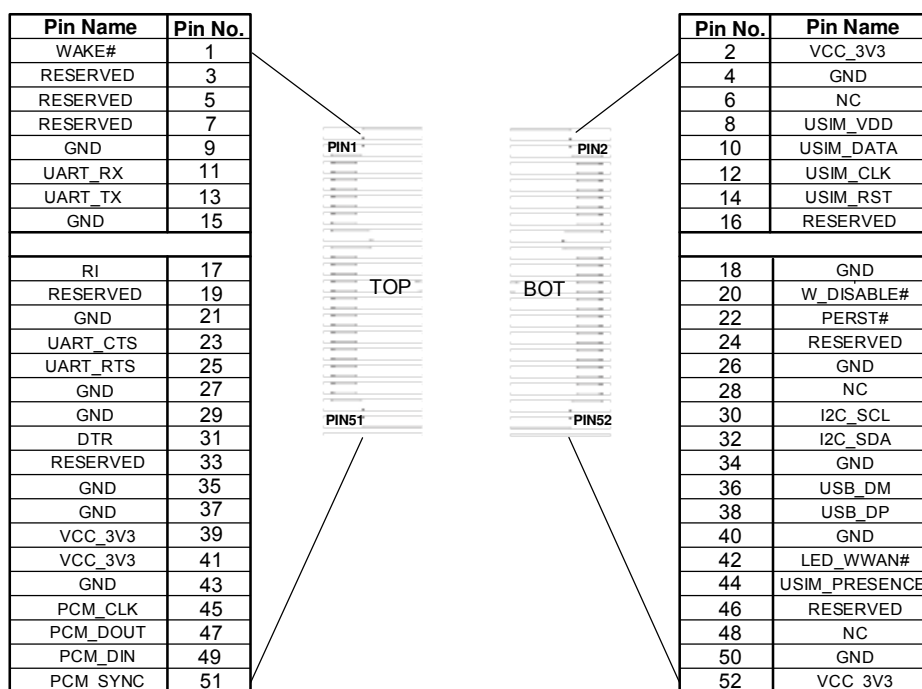 Pin Name Pin No.
WAKE# 1
RESERVED 3
RESERVED 5
RESERVED 7
GND 9
UART_RX 11
UART_TX 13
GND 15
RI 17
RESERVED 19
GND 21
UART_CTS 23
UART_RTS 25
GND 27
GND 29
DTR 31
RESERVED 33
GND 35
GND 37
VCC_3V3 39
VCC_3V3 41
GND 43
PCM_CLK 45
PCM_DOUT 47
PCM_DIN 49
PCM_SYNC 51
PIN1
TOP
PIN51
PIN2
BOT
PIN52
Pin No. Pin Name
2 VCC_3V3
4 GND
6 NC
8 USIM_VDD
10 USIM_DATA
12 USIM_CLK
14 USIM_RST
16 RESERVED
18 GND
20 W_DISABLE#
22 PERST#
24 RESERVED
26 GND
28 NC
30 I2C_SCL
32 I2C_SDA
34 GND
36 USB_DM
38 USB_DP
40 GND
42 LED_WWAN#
44 USIM_PRESENCE
46 RESERVED
48 NC
50 GND
52 VCC_3V3